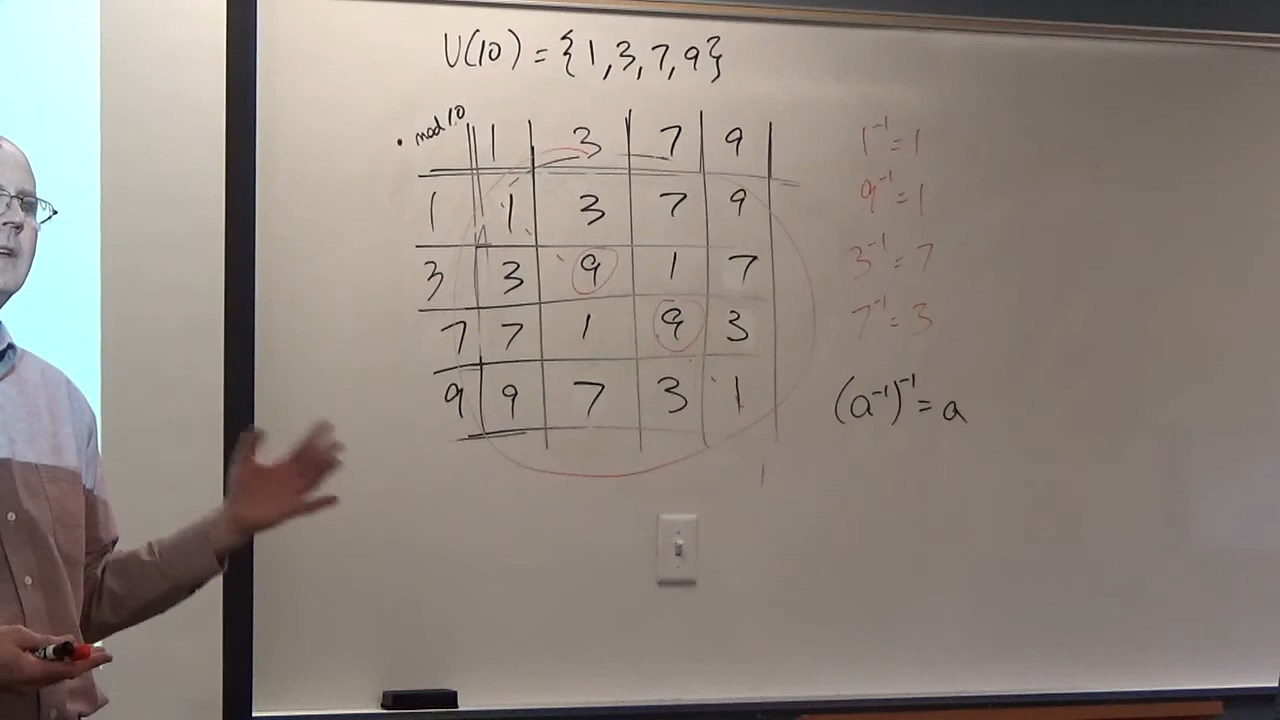 U(10) = {1,3,7,9}
• mod 10 1 3 7 9
1 1 3 7 9
3 3 9 1 7
7 7 1 9 3
9 9 7 3 1
1⁻¹ = 1
9⁻¹ = 1
3⁻¹ = 7
7⁻¹ = 3
(a⁻¹)⁻¹ = a